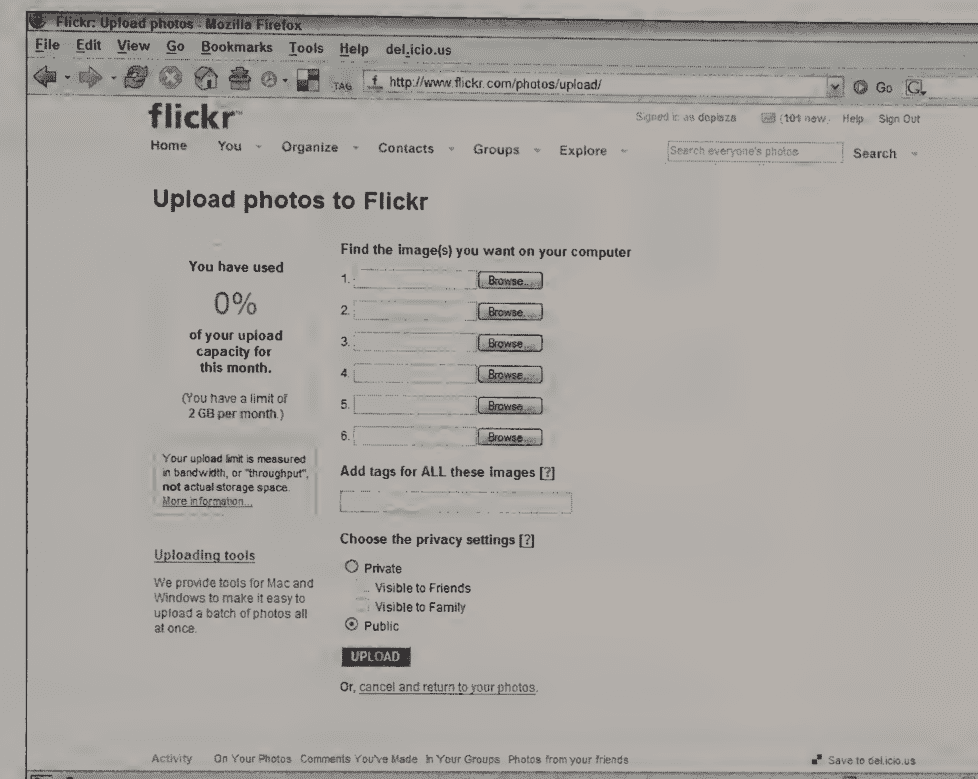 Flickr: Upload photos - Mozilla Firefox
File Edit View Go Bookmarks Tools Help del.icio.us
TAG http://www.flickr.com/photos/upload/ Go G
flickr
Signed in as dopiaza (101 new) Help Sign Out
Home You Organize Contacts Groups Explore Search everyone's photos Search
Upload photos to Flickr
You have used
0%
of your upload
capacity for
this month.
(You have a limit of
2 GB per month.)
Your upload limit is measured
in bandwidth, or "throughput",
not actual storage space.
More information...
Uploading tools
We provide tools for Mac and
Windows to make it easy to
upload a batch of photos all
at once.
Find the image(s) you want on your computer
1. Browse...
2. Browse...
3. Browse...
4. Browse...
5. Browse...
6. Browse...
Add tags for ALL these images [?]
Choose the privacy settings [?]
Private
Visible to Friends
Visible to Family
Public
UPLOAD
Or, cancel and return to your photos.
Activity On Your Photos Comments You've Made In Your Groups Photos from your friends
Save to del.icio.us